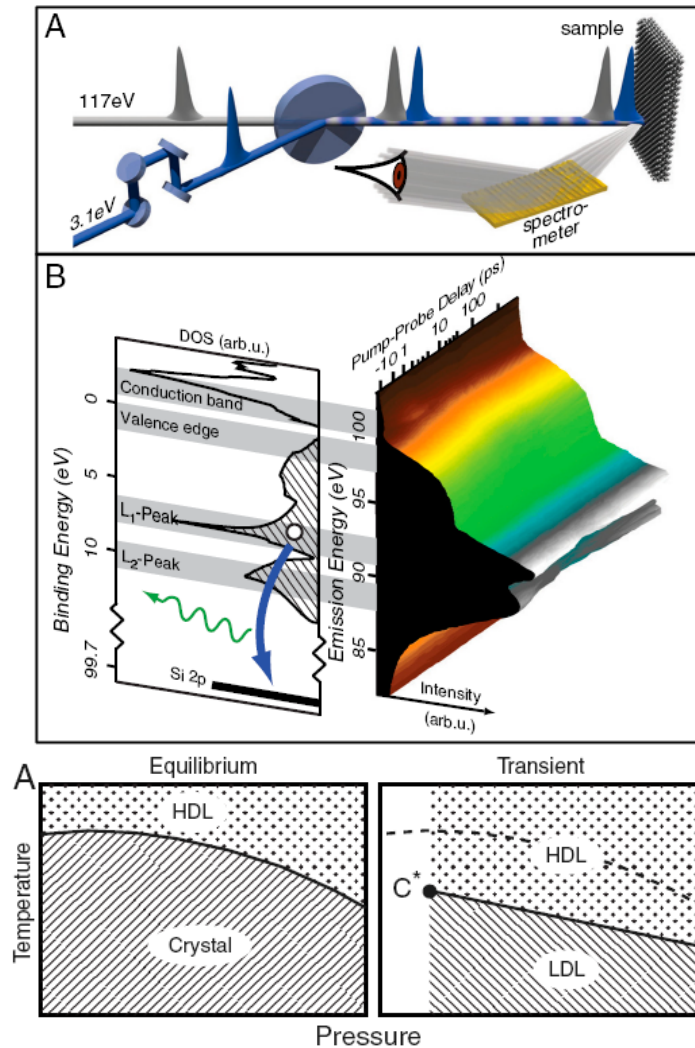 A
sample
117eV
3.1eV
spectro-
meter
B
Pump-Probe Delay (ps)
-10 1 10 100
DOS (arb.u.)
Conduction band
Valence edge
L1-Peak
L2-Peak
Si 2p
Binding Energy (eV)
0
5
10
99.7
Emission Energy (eV)
100
95
90
85
Intensity
(arb.u.)
A
Equilibrium
Transient
HDL
Crystal
HDL
C*
LDL
Temperature
Pressure